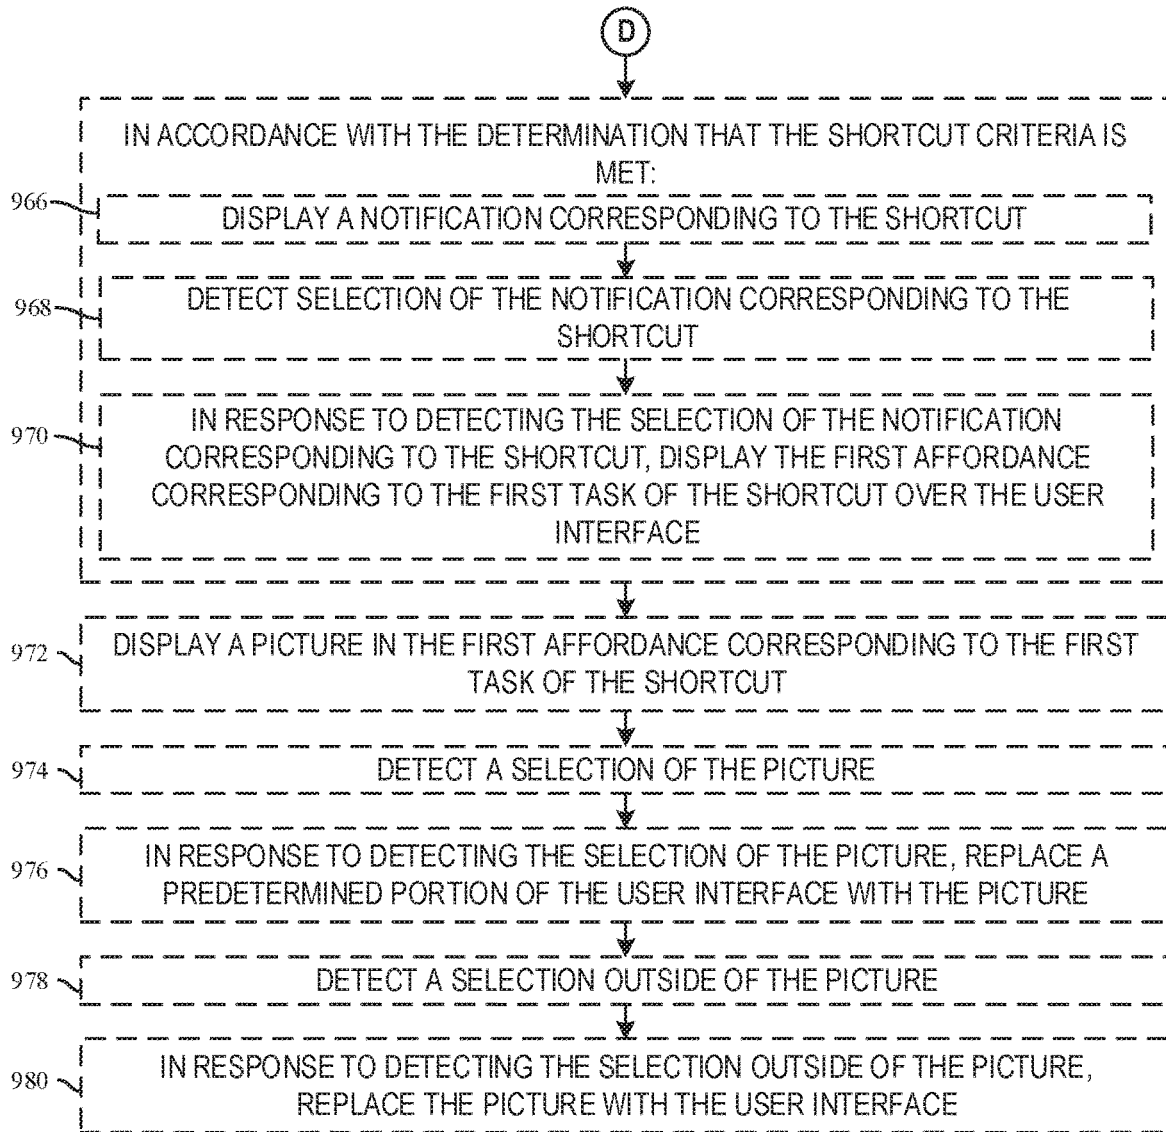 D
IN ACCORDANCE WITH THE DETERMINATION THAT THE SHORTCUT CRITERIA IS
MET:
966
DISPLAY A NOTIFICATION CORRESPONDING TO THE SHORTCUT
968
DETECT SELECTION OF THE NOTIFICATION CORRESPONDING TO THE
SHORTCUT
970
IN RESPONSE TO DETECTING THE SELECTION OF THE NOTIFICATION
CORRESPONDING TO THE SHORTCUT, DISPLAY THE FIRST AFFORDANCE
CORRESPONDING TO THE FIRST TASK OF THE SHORTCUT OVER THE USER
INTERFACE
972
DISPLAY A PICTURE IN THE FIRST AFFORDANCE CORRESPONDING TO THE FIRST
TASK OF THE SHORTCUT
974
DETECT A SELECTION OF THE PICTURE
976
IN RESPONSE TO DETECTING THE SELECTION OF THE PICTURE, REPLACE A
PREDETERMINED PORTION OF THE USER INTERFACE WITH THE PICTURE
978
DETECT A SELECTION OUTSIDE OF THE PICTURE
980
IN RESPONSE TO DETECTING THE SELECTION OUTSIDE OF THE PICTURE,
REPLACE THE PICTURE WITH THE USER INTERFACE